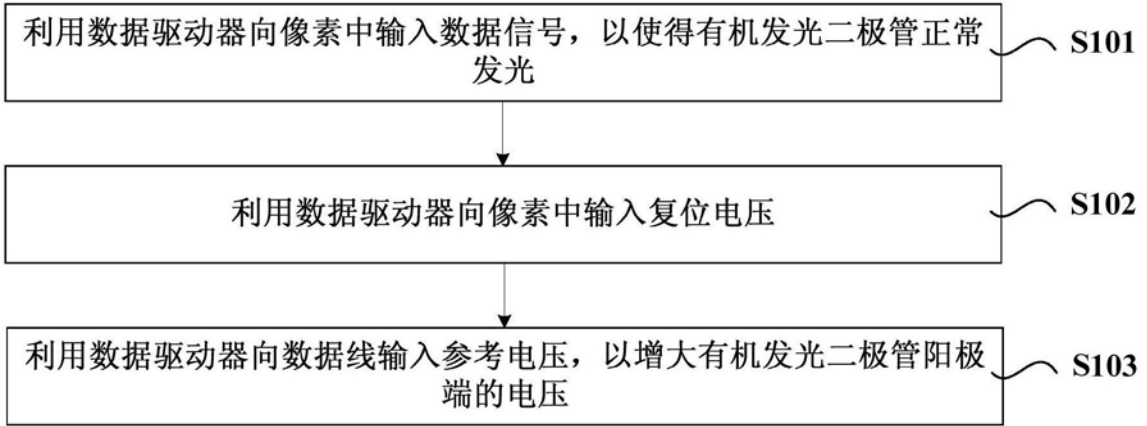 利用数据驱动器向像素中输入数据信号，以使得有机发光二极管正常
发光
S101
利用数据驱动器向像素中输入复位电压
S102
利用数据驱动器向数据线输入参考电压，以增大有机发光二极管阳极
端的电压
S103